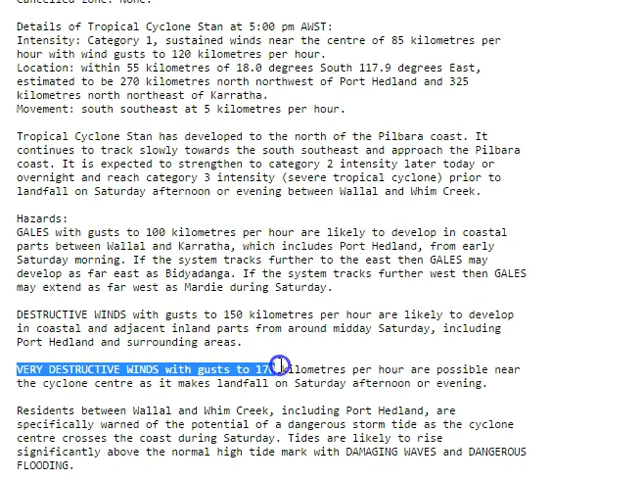 Details of Tropical Cyclone Stan at 5:00 pm AWST:
Intensity: Category 1, sustained winds near the centre of 85 kilometres per
hour with wind gusts to 120 kilometres per hour.
Location: within 55 kilometres of 18.0 degrees South 117.9 degrees East,
estimated to be 270 kilometres north northwest of Port Hedland and 325
kilometres north northeast of Karratha.
Movement: south southeast at 5 kilometres per hour.
Tropical Cyclone Stan has developed to the north of the Pilbara coast. It
continues to track slowly towards the south southeast and approach the Pilbara
coast. It is expected to strengthen to category 2 intensity later today or
overnight and reach category 3 intensity (severe tropical cyclone) prior to
landfall on Saturday afternoon or evening between Wallal and Whim Creek.
Hazards:
GALES with gusts to 100 kilometres per hour are likely to develop in coastal
parts between Wallal and Karratha, which includes Port Hedland, from early
Saturday morning. If the system tracks further to the east then GALES may
develop as far east as Bidyadanga. If the system tracks further west then GALES
may extend as far west as Mardie during Saturday.
DESTRUCTIVE WINDS with gusts to 150 kilometres per hour are likely to develop
in coastal and adjacent inland parts from around midday Saturday, including
Port Hedland and surrounding areas.
VERY DESTRUCTIVE WINDS with gusts to kilometres per hour are possible near
the cyclone centre as it makes landfall on Saturday afternoon or evening.
Residents between Wallal and Whim Creek, including Port Hedland, are
specifically warned of the potential of a dangerous storm tide as the cyclone
centre crosses the coast during Saturday. Tides are likely to rise
significantly above the normal high tide mark with DAMAGING WAVES and DANGEROUS
FLOODING.